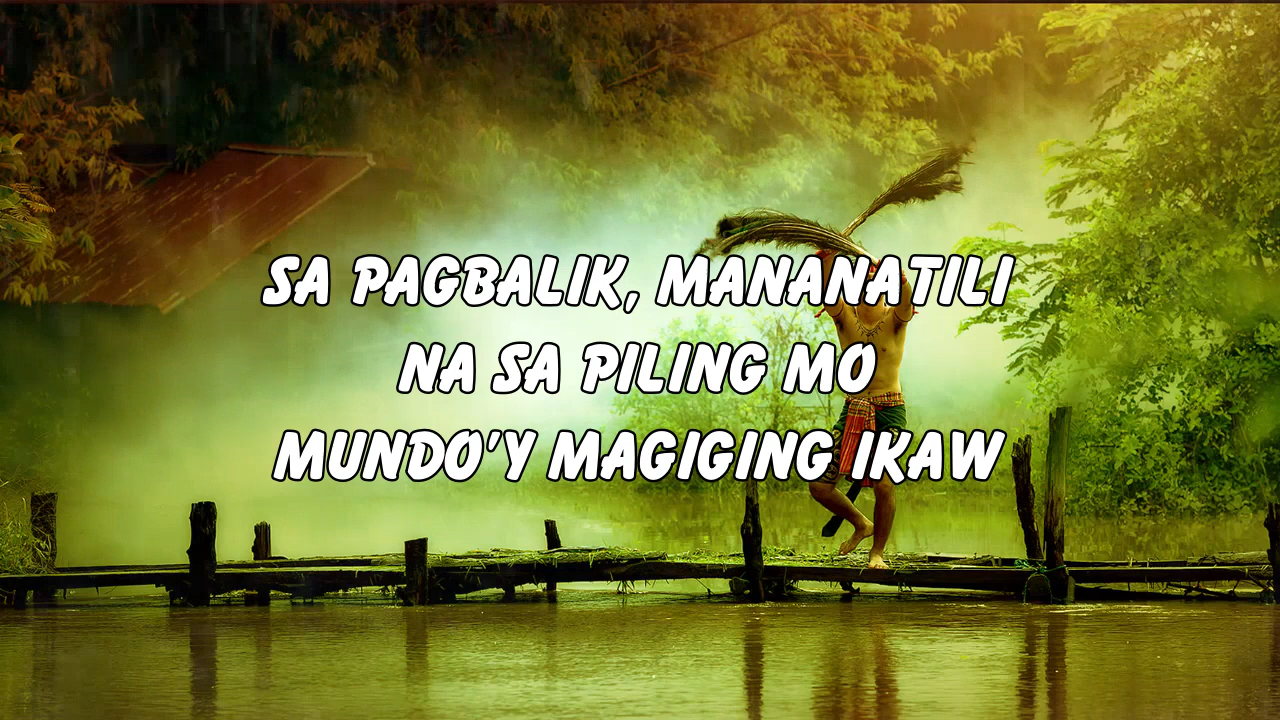 SA PAGBALIK, MANANATILI
NA SA PILING MO
MUNDO'Y MAGIGING IKAW